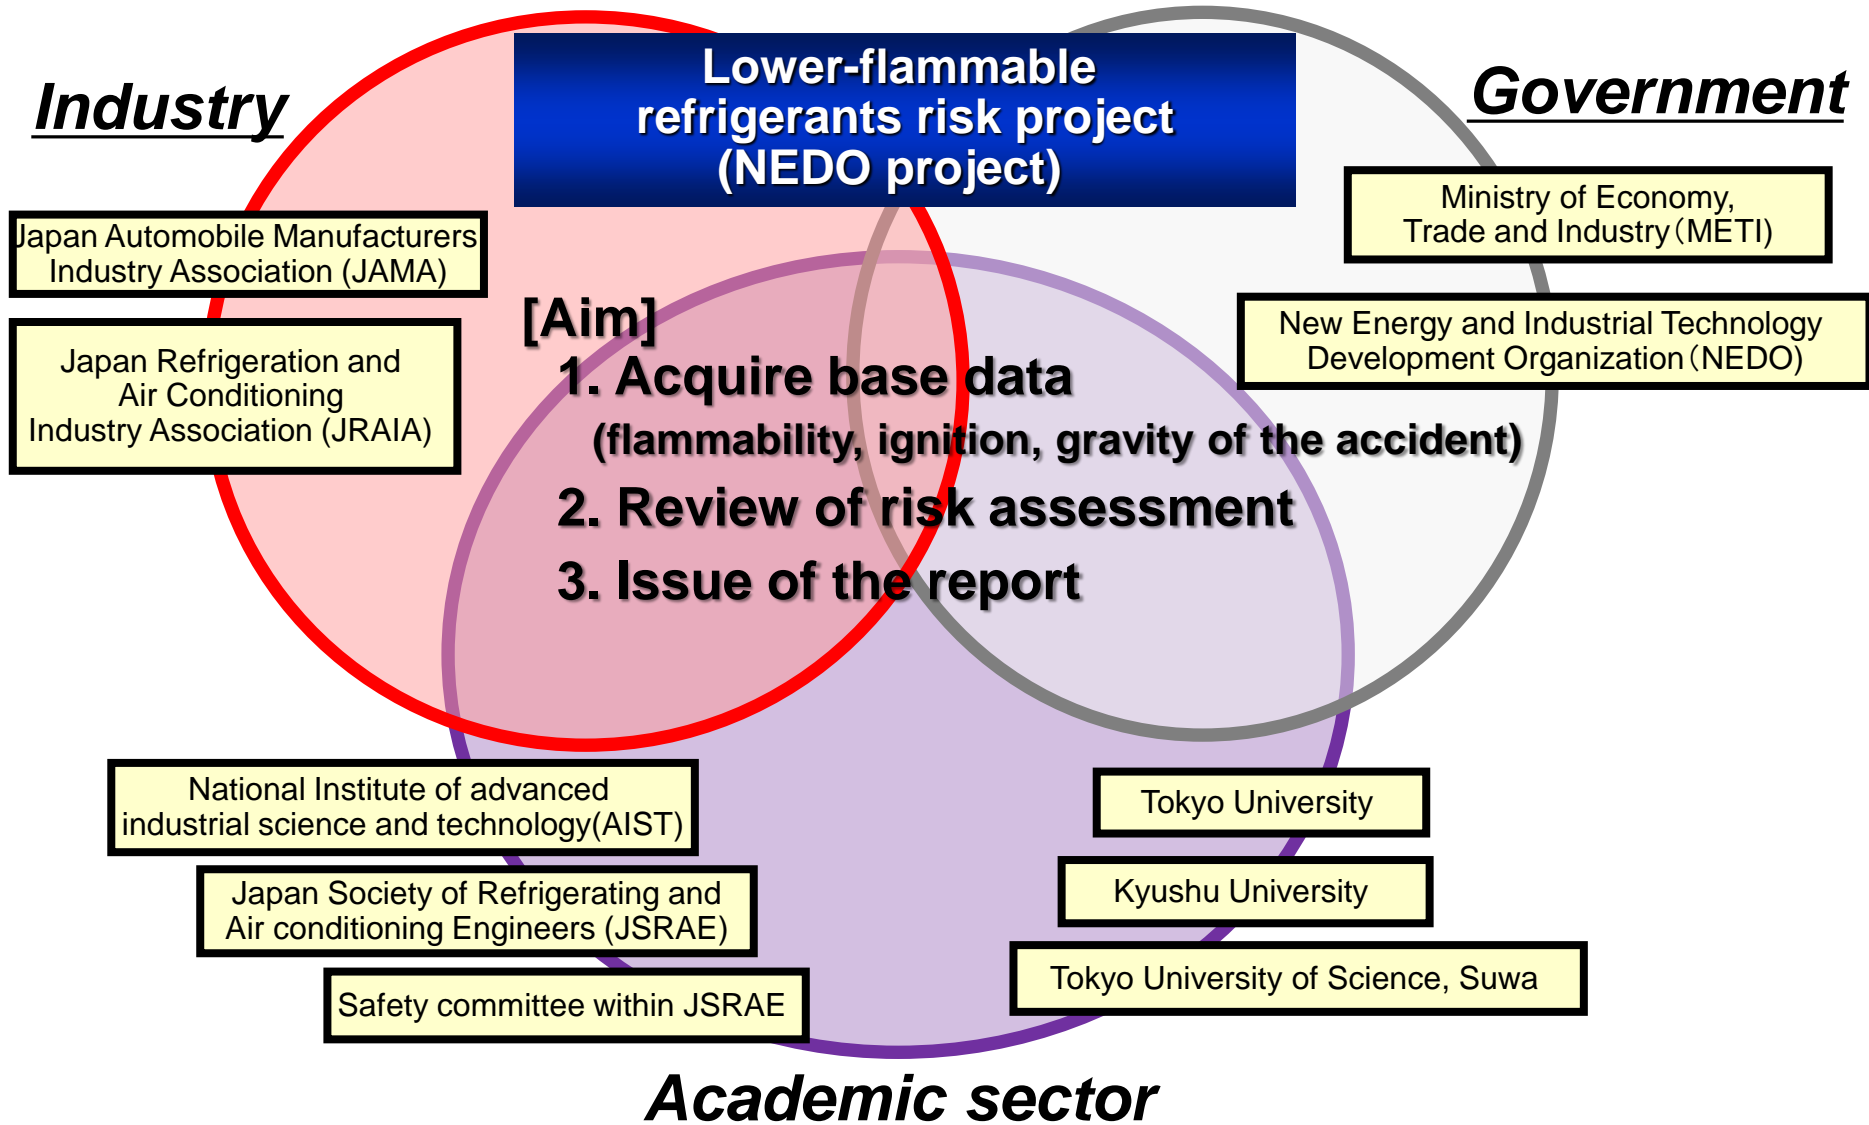 Lower-flammable
refrigerants risk project
(NEDO project)
Industry
Government
Japan Automobile Manufacturers
Industry Association (JAMA)
Japan Refrigeration and
Air Conditioning
Industry Association (JRAIA)
Ministry of Economy,
Trade and Industry（METI)
New Energy and Industrial Technology
Development Organization（NEDO)
[Aim]
1. Acquire base data
(flammability, ignition, gravity of the accident)
2. Review of risk assessment
3. Issue of the report
National Institute of advanced
industrial science and technology(AIST)
Japan Society of Refrigerating and
Air conditioning Engineers (JSRAE)
Safety committee within JSRAE
Tokyo University
Kyushu University
Tokyo University of Science, Suwa
Academic sector